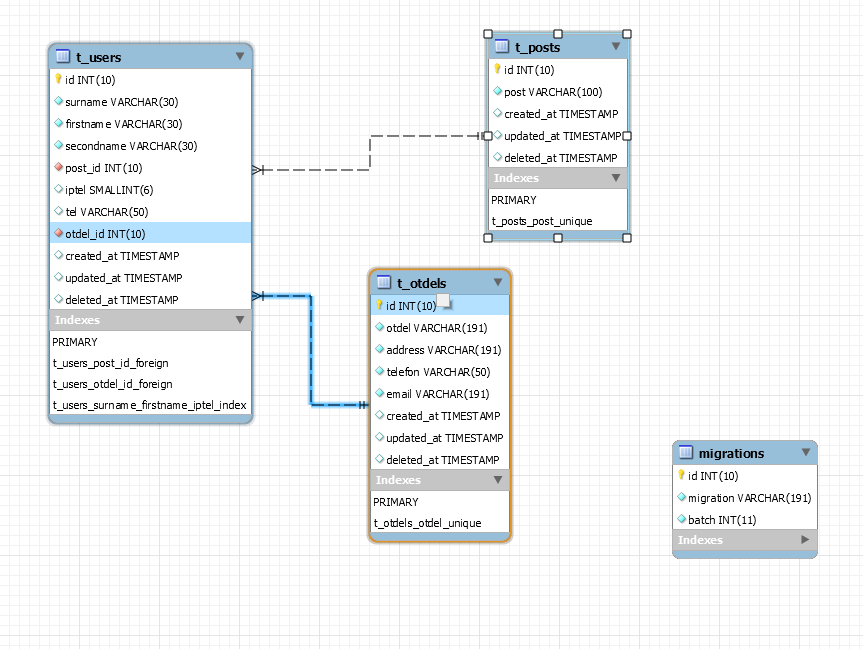 t_users
id INT(10)
surname VARCHAR(30)
firstname VARCHAR(30)
secondname VARCHAR(30)
post_id INT(10)
iptel SMALLINT(6)
tel VARCHAR(50)
otdel_id INT(10)
created_at TIMESTAMP
updated_at TIMESTAMP
deleted_at TIMESTAMP
Indexes
PRIMARY
t_users_post_id_foreign
t_users_otdel_id_foreign
t_users_surname_firstname_iptel_index
t_posts
id INT(10)
post VARCHAR(100)
created_at TIMESTAMP
updated_at TIMESTAMP
deleted_at TIMESTAMP
Indexes
PRIMARY
t_posts_post_unique
t_otdels
id INT(10)
otdel VARCHAR(191)
address VARCHAR(191)
telefon VARCHAR(50)
email VARCHAR(191)
created_at TIMESTAMP
updated_at TIMESTAMP
deleted_at TIMESTAMP
Indexes
PRIMARY
t_otdels_otdel_unique
migrations
id INT(10)
migration VARCHAR(191)
batch INT(11)
Indexes